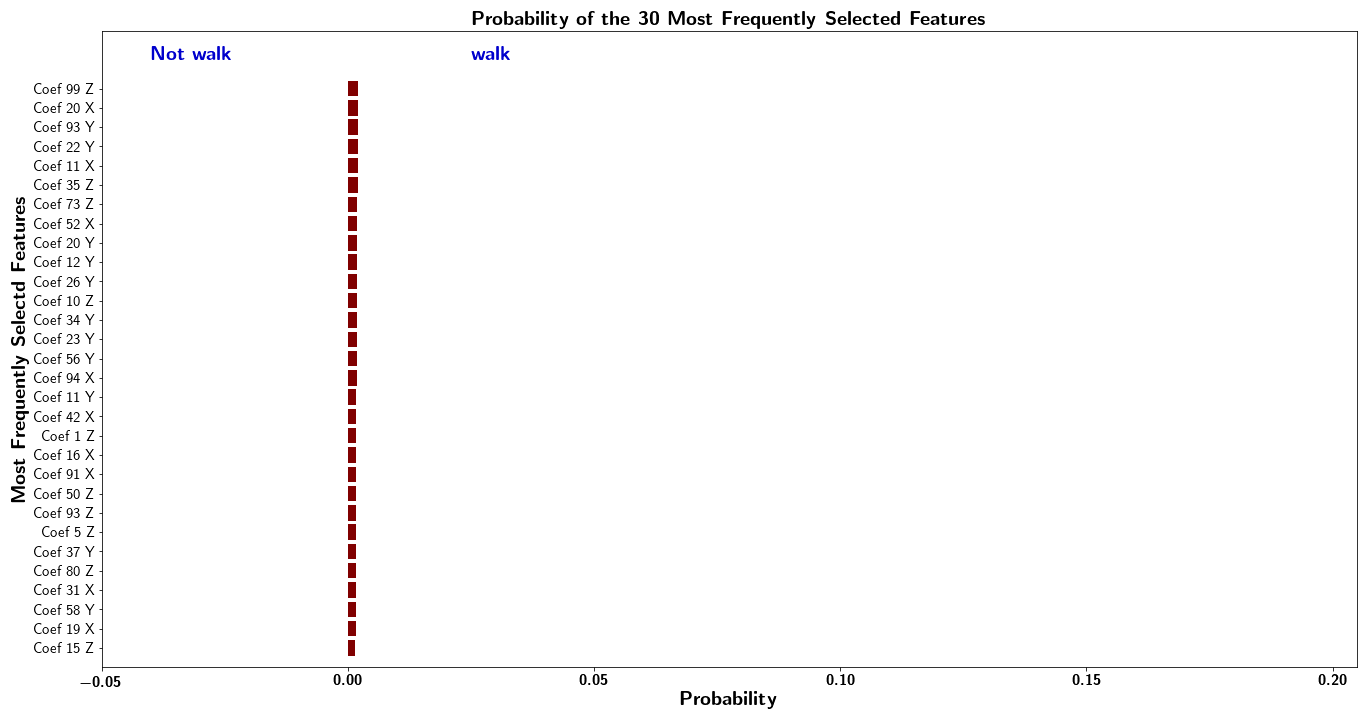 Probability of the 30 Most Frequently Selected Features
Not walk
walk
Most Frequently Selectd Features
Coef 99 Z
Coef 20 X
Coef 93 Y
Coef 22 Y
Coef 11 X
Coef 35 Z
Coef 73 Z
Coef 52 X
Coef 20 Y
Coef 12 Y
Coef 26 Y
Coef 10 Z
Coef 34 Y
Coef 23 Y
Coef 56 Y
Coef 94 X
Coef 11 Y
Coef 42 X
Coef 1 Z
Coef 16 X
Coef 91 X
Coef 50 Z
Coef 93 Z
Coef 5 Z
Coef 37 Y
Coef 80 Z
Coef 31 X
Coef 58 Y
Coef 19 X
Coef 15 Z
−0.05 0.00 0.05 0.10 0.15 0.20
Probability